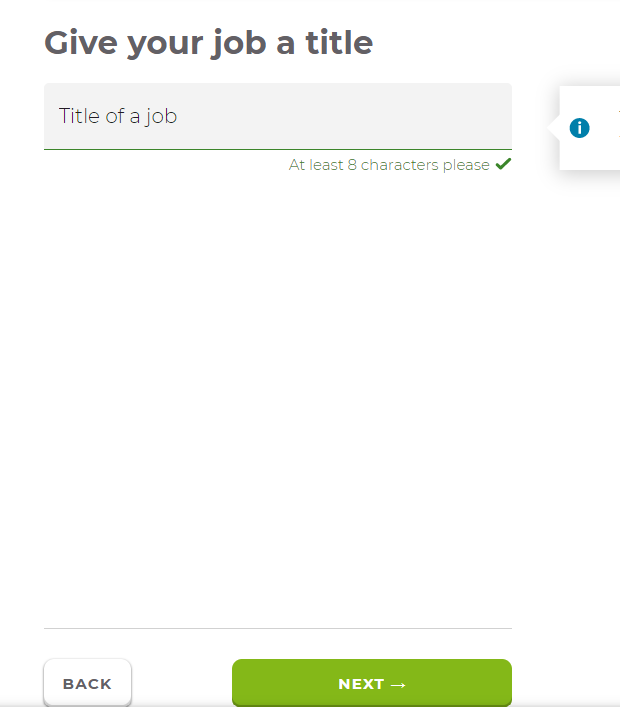 Give your job a title
Title of a job
At least 8 characters please
BACK
NEXT →